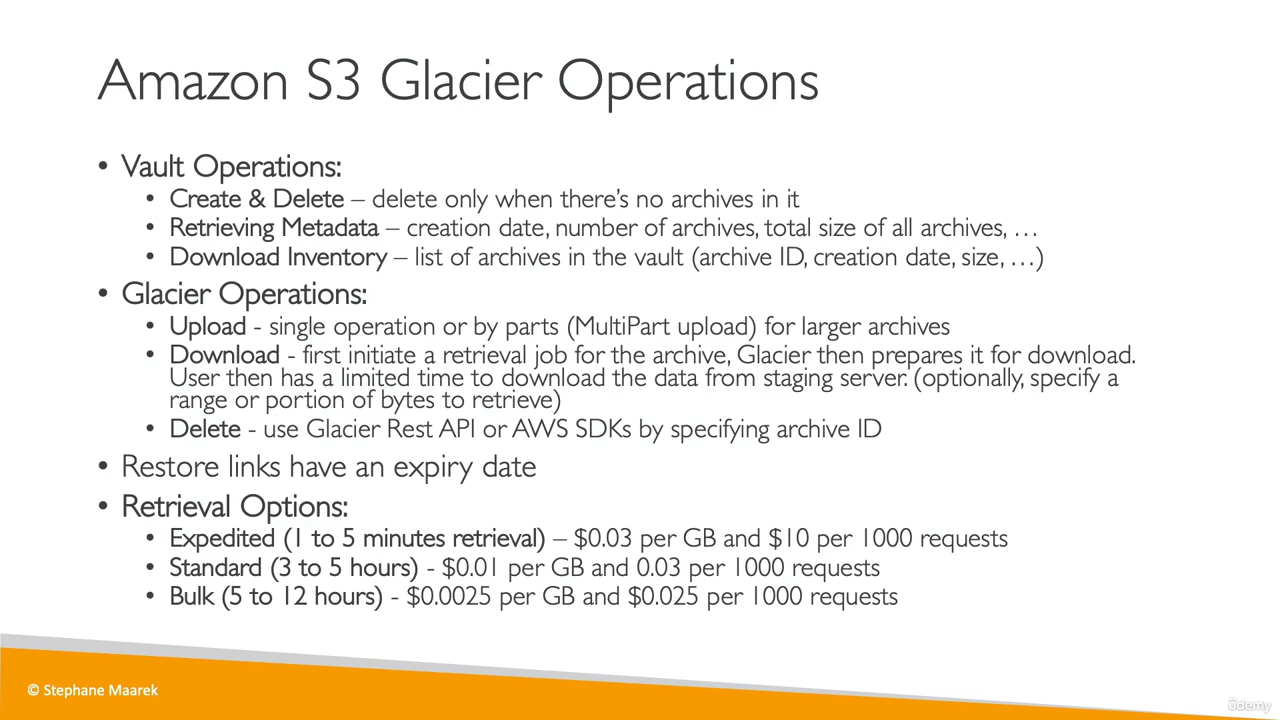 Amazon S3 Glacier Operations
• Vault Operations:
• Create & Delete – delete only when there's no archives in it
• Retrieving Metadata – creation date, number of archives, total size of all archives, …
• Download Inventory – list of archives in the vault (archive ID, creation date, size, …)
• Glacier Operations:
• Upload - single operation or by parts (MultiPart upload) for larger archives
• Download - first initiate a retrieval job for the archive, Glacier then prepares it for download.
User then has a limited time to download the data from staging server. (optionally, specify a
range or portion of bytes to retrieve)
• Delete - use Glacier Rest API or AWS SDKs by specifying archive ID
• Restore links have an expiry date
• Retrieval Options:
• Expedited (1 to 5 minutes retrieval) – $0.03 per GB and $10 per 1000 requests
• Standard (3 to 5 hours) - $0.01 per GB and 0.03 per 1000 requests
• Bulk (5 to 12 hours) - $0.0025 per GB and $0.025 per 1000 requests
© Stephane Maarek
ûdemy